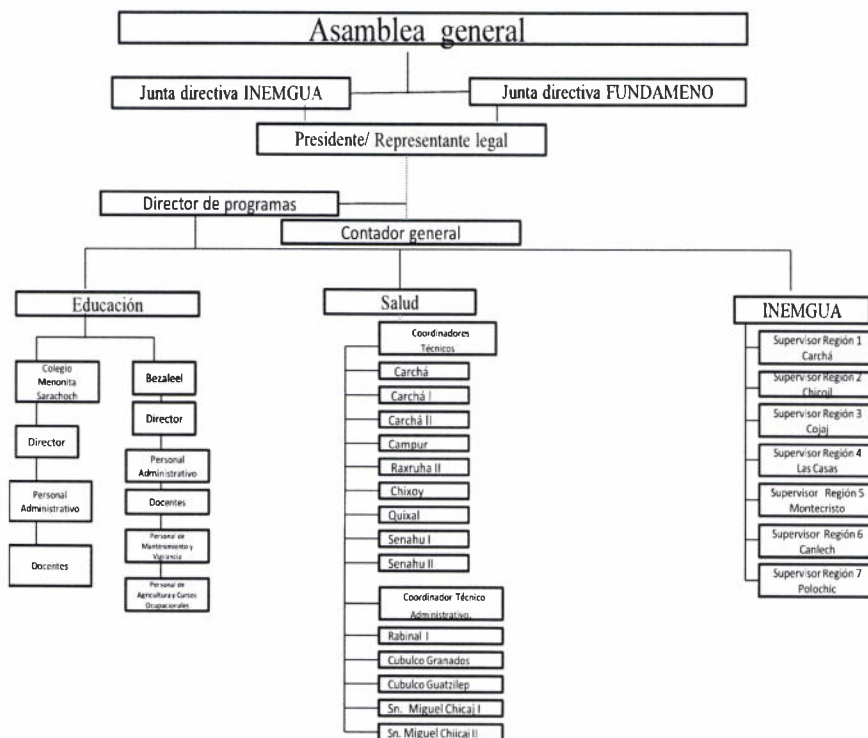 Asamblea general
Junta directiva INEMGUA
Junta directiva FUNDAMENO
Presidente/ Representante legal
Director de programas
Contador general
Educación
Colegio
Menonita
Sarachoch
Director
Personal
Administrativo
Docentes
Bezaleel
Director
Personal
Administrativo
Docentes
Personal de
Mantenimiento y
Vigilancia
Personal de
Agricultura y Cursos
Ocupacionales
Salud
Coordinadores
Técnicos
Carchá
Carchá I
Carchá II
Campur
Raxruha II
Chixoy
Quixal
Senahu I
Senahu II
Coordinador Técnico
Administrativo.
Rabinal I
Cubulco Granados
Cubulco Guatzilep
Sn. Miguel Chicaj I
Sn. Miguel Chiicaj II
INEMGUA
Supervisor Región 1
Carchá
Supervisor Región 2
Chicojl
Supervisor Región 3
Cojaj
Supervisor Región 4
Las Casas
Supervisor Región 5
Montecristo
Supervisor Región 6
Canlech
Supervisor Región 7
Polochic